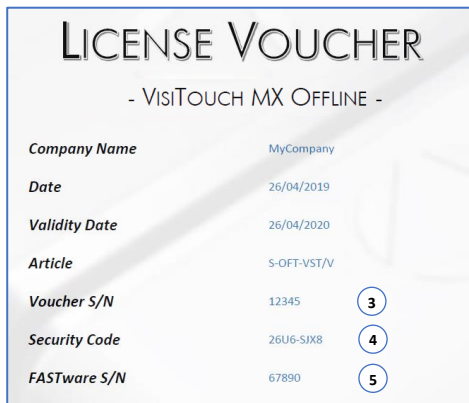 LICENSE VOUCHER
- VISITOUCH MX OFFLINE -
Company Name MyCompany
Date 26/04/2019
Validity Date 26/04/2020
Article S-OFT-VST/V
Voucher S/N 12345 3
Security Code 26U6-SJX8 4
FASTware S/N 67890 5